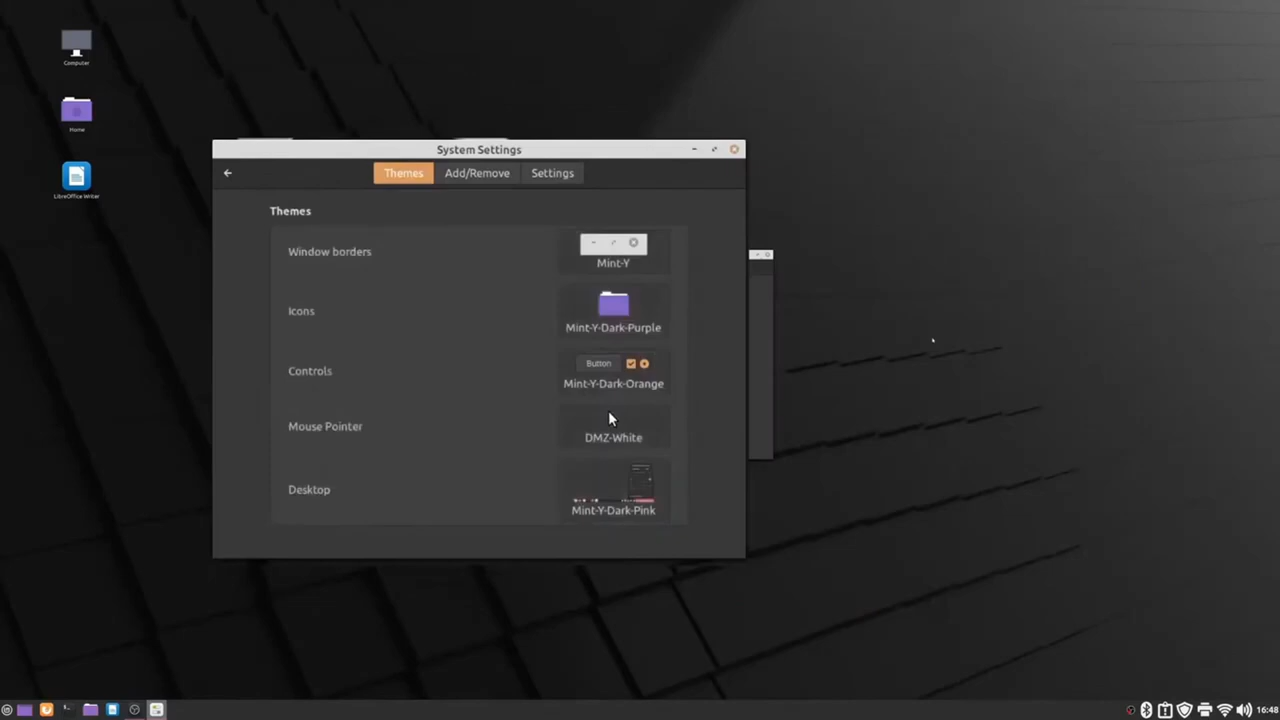 Computer
Home
LibreOffice Writer
System Settings
Themes
Add/Remove
Settings
Themes
Window borders
Mint-Y
Icons
Mint-Y-Dark-Purple
Controls
Button
Mint-Y-Dark-Orange
Mouse Pointer
DMZ-White
Desktop
Mint-Y-Dark-Pink
16:48